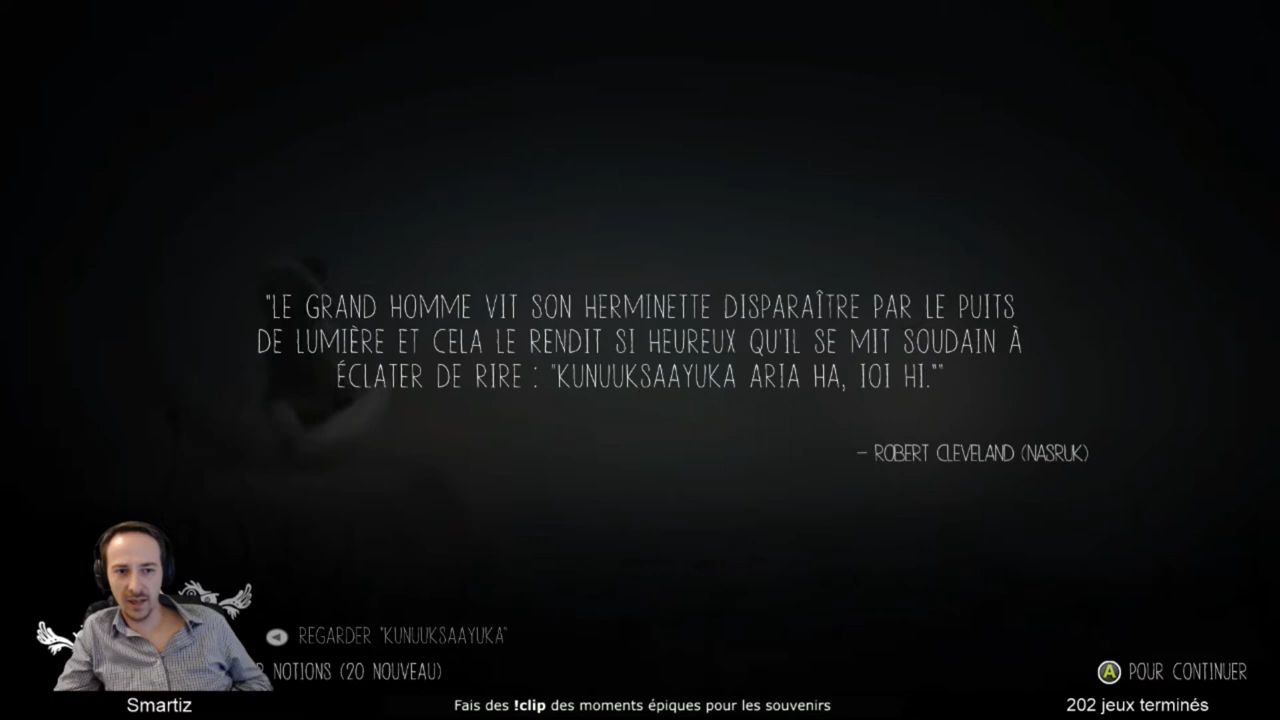 "LE GRAND HOMME VIT SON HERMINETTE DISPARAÎTRE PAR LE PUITS
DE LUMIÈRE ET CELA LE RENDIT SI HEUREUX QU'IL SE MIT SOUDAIN À
ÉCLATER DE RIRE : "KUNUUKSAAYUKA ARIA HA, IOI HI.""
– ROBERT CLEVELAND (NASRUK)
REGARDER "KUNUUKSAAYUKA"
NOTIONS (20 NOUVEAU)
A POUR CONTINUER
Smartiz
Fais des !clip des moments épiques pour les souvenirs
202 jeux terminés